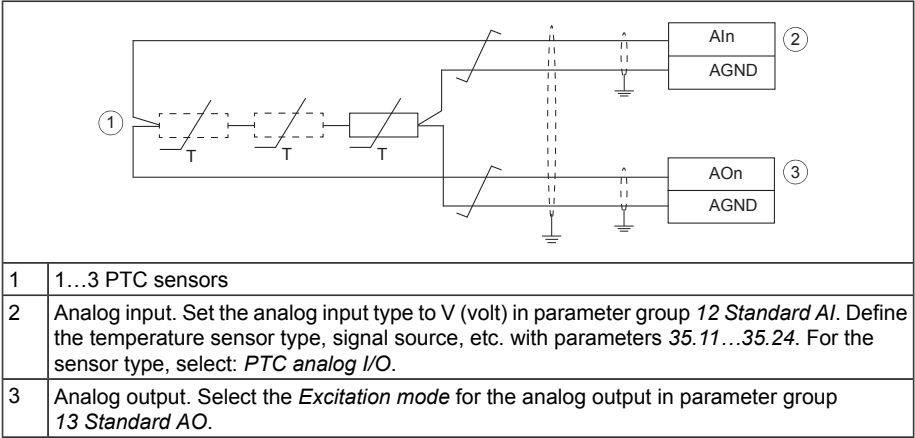 AIn
2
AGND
1
T
T
T
AOn
3
AGND
1 1…3 PTC sensors
2 Analog input. Set the analog input type to V (volt) in parameter group 12 Standard AI. Define
the temperature sensor type, signal source, etc. with parameters 35.11…35.24. For the
sensor type, select: PTC analog I/O.
3 Analog output. Select the Excitation mode for the analog output in parameter group
13 Standard AO.